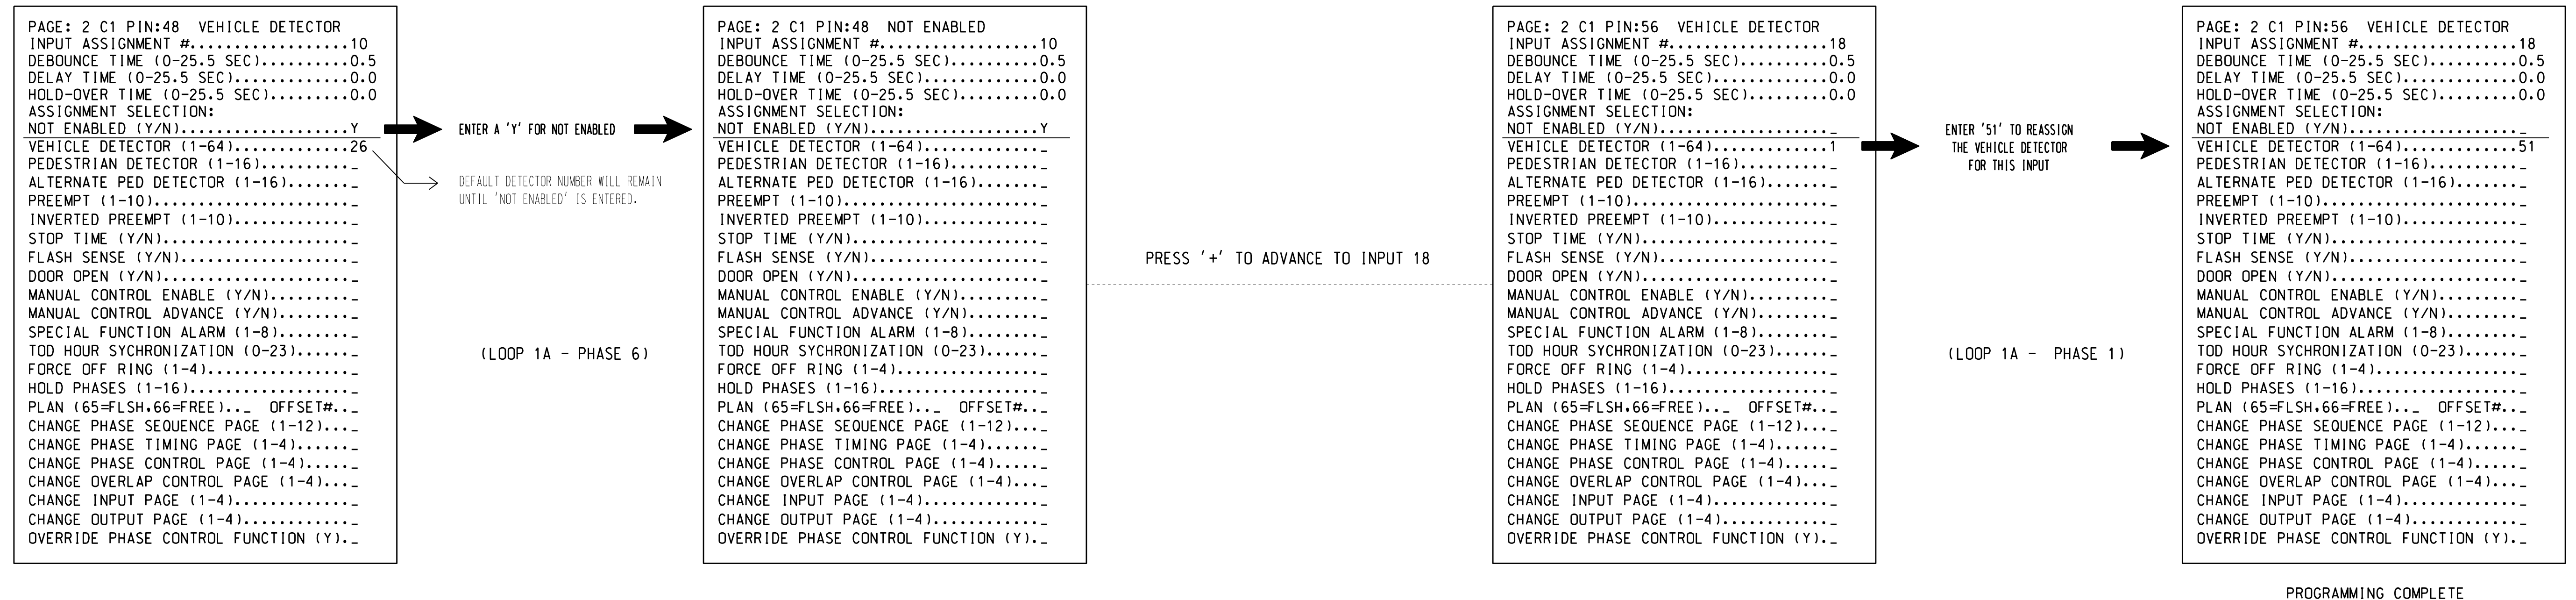 PAGE: 2 C1 PIN:48  VEHICLE DETECTOR
INPUT ASSIGNMENT #...................10
DEBOUNCE TIME (0-25.5 SEC)..........0.5
DELAY TIME (0-25.5 SEC).............0.0
HOLD-OVER TIME (0-25.5 SEC).........0.0
ASSIGNMENT SELECTION:
NOT ENABLED (Y/N)....................Y
VEHICLE DETECTOR (1-64)..............26
PEDESTRIAN DETECTOR (1-16)..........._
ALTERNATE PED DETECTOR (1-16)......._
PREEMPT (1-10)......................._
INVERTED PREEMPT (1-10)..............._
STOP TIME (Y/N)......................._
FLASH SENSE (Y/N)....................._
DOOR OPEN (Y/N)......................._
MANUAL CONTROL ENABLE (Y/N)........._
MANUAL CONTROL ADVANCE (Y/N)........_
SPECIAL FUNCTION ALARM (1-8)........_
TOD HOUR SYCHRONIZATION (0-23)......_
FORCE OFF RING (1-4)................._
HOLD PHASES (1-16)..................._
PLAN (65=FLSH,66=FREE).._  OFFSET#.._
CHANGE PHASE SEQUENCE PAGE (1-12)..._
CHANGE PHASE TIMING PAGE (1-4)......_
CHANGE PHASE CONTROL PAGE (1-4)....._
CHANGE OVERLAP CONTROL PAGE (1-4)..._
CHANGE INPUT PAGE (1-4)............._
CHANGE OUTPUT PAGE (1-4)............_
OVERRIDE PHASE CONTROL FUNCTION (Y)._
ENTER A 'Y' FOR NOT ENABLED
DEFAULT DETECTOR NUMBER WILL REMAIN
UNTIL 'NOT ENABLED' IS ENTERED.
(LOOP 1A - PHASE 6)
PAGE: 2 C1 PIN:48  NOT ENABLED
INPUT ASSIGNMENT #...................10
DEBOUNCE TIME (0-25.5 SEC)..........0.5
DELAY TIME (0-25.5 SEC).............0.0
HOLD-OVER TIME (0-25.5 SEC).........0.0
ASSIGNMENT SELECTION:
NOT ENABLED (Y/N)....................Y
VEHICLE DETECTOR (1-64).............._
PEDESTRIAN DETECTOR (1-16)..........._
ALTERNATE PED DETECTOR (1-16)......._
PREEMPT (1-10)......................._
INVERTED PREEMPT (1-10)..............._
STOP TIME (Y/N)......................._
FLASH SENSE (Y/N)....................._
DOOR OPEN (Y/N)......................._
MANUAL CONTROL ENABLE (Y/N)........._
MANUAL CONTROL ADVANCE (Y/N)........_
SPECIAL FUNCTION ALARM (1-8)........_
TOD HOUR SYCHRONIZATION (0-23)......_
FORCE OFF RING (1-4)................._
HOLD PHASES (1-16)..................._
PLAN (65=FLSH,66=FREE).._  OFFSET#.._
CHANGE PHASE SEQUENCE PAGE (1-12)..._
CHANGE PHASE TIMING PAGE (1-4)......_
CHANGE PHASE CONTROL PAGE (1-4)....._
CHANGE OVERLAP CONTROL PAGE (1-4)..._
CHANGE INPUT PAGE (1-4)............._
CHANGE OUTPUT PAGE (1-4)............_
OVERRIDE PHASE CONTROL FUNCTION (Y)._
PRESS '+' TO ADVANCE TO INPUT 18
PAGE: 2 C1 PIN:56  VEHICLE DETECTOR
INPUT ASSIGNMENT #...................18
DEBOUNCE TIME (0-25.5 SEC)..........0.5
DELAY TIME (0-25.5 SEC).............0.0
HOLD-OVER TIME (0-25.5 SEC).........0.0
ASSIGNMENT SELECTION:
NOT ENABLED (Y/N)...................._
VEHICLE DETECTOR (1-64)..............1
PEDESTRIAN DETECTOR (1-16)..........._
ALTERNATE PED DETECTOR (1-16)......._
PREEMPT (1-10)......................._
INVERTED PREEMPT (1-10)..............._
STOP TIME (Y/N)......................._
FLASH SENSE (Y/N)....................._
DOOR OPEN (Y/N)......................._
MANUAL CONTROL ENABLE (Y/N)........._
MANUAL CONTROL ADVANCE (Y/N)........_
SPECIAL FUNCTION ALARM (1-8)........_
TOD HOUR SYCHRONIZATION (0-23)......_
FORCE OFF RING (1-4)................._
HOLD PHASES (1-16)..................._
PLAN (65=FLSH,66=FREE).._  OFFSET#.._
CHANGE PHASE SEQUENCE PAGE (1-12)..._
CHANGE PHASE TIMING PAGE (1-4)......_
CHANGE PHASE CONTROL PAGE (1-4)....._
CHANGE OVERLAP CONTROL PAGE (1-4)..._
CHANGE INPUT PAGE (1-4)............._
CHANGE OUTPUT PAGE (1-4)............_
OVERRIDE PHASE CONTROL FUNCTION (Y)._
ENTER '51' TO REASSIGN
THE VEHICLE DETECTOR
FOR THIS INPUT
(LOOP 1A -  PHASE 1)
PAGE: 2 C1 PIN:56  VEHICLE DETECTOR
INPUT ASSIGNMENT #...................18
DEBOUNCE TIME (0-25.5 SEC)..........0.5
DELAY TIME (0-25.5 SEC).............0.0
HOLD-OVER TIME (0-25.5 SEC).........0.0
ASSIGNMENT SELECTION:
NOT ENABLED (Y/N)...................._
VEHICLE DETECTOR (1-64)..............51
PEDESTRIAN DETECTOR (1-16)..........._
ALTERNATE PED DETECTOR (1-16)......._
PREEMPT (1-10)......................._
INVERTED PREEMPT (1-10)..............._
STOP TIME (Y/N)......................._
FLASH SENSE (Y/N)....................._
DOOR OPEN (Y/N)......................._
MANUAL CONTROL ENABLE (Y/N)........._
MANUAL CONTROL ADVANCE (Y/N)........_
SPECIAL FUNCTION ALARM (1-8)........_
TOD HOUR SYCHRONIZATION (0-23)......_
FORCE OFF RING (1-4)................._
HOLD PHASES (1-16)..................._
PLAN (65=FLSH,66=FREE).._  OFFSET#.._
CHANGE PHASE SEQUENCE PAGE (1-12)..._
CHANGE PHASE TIMING PAGE (1-4)......_
CHANGE PHASE CONTROL PAGE (1-4)....._
CHANGE OVERLAP CONTROL PAGE (1-4)..._
CHANGE INPUT PAGE (1-4)............._
CHANGE OUTPUT PAGE (1-4)............_
OVERRIDE PHASE CONTROL FUNCTION (Y)._
PROGRAMMING COMPLETE